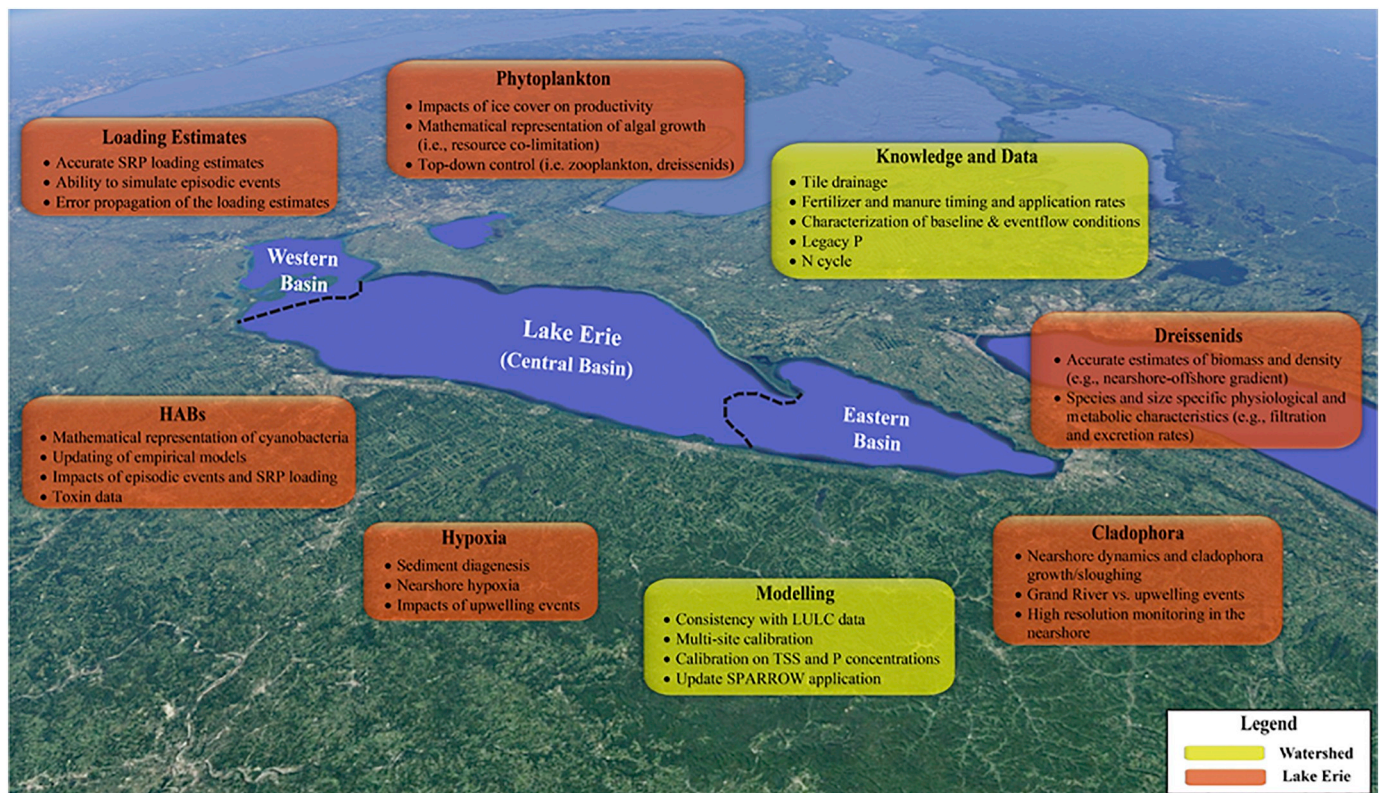 Phytoplankton
• Impacts of ice cover on productivity
• Mathematical representation of algal growth
(i.e., resource co-limitation)
• Top-down control (i.e. zooplankton, dreissenids)
Loading Estimates
• Accurate SRP loading estimates
• Ability to simulate episodic events
• Error propagation of the loading estimates
Knowledge and Data
• Tile drainage
• Fertilizer and manure timing and application rates
• Characterization of baseline & eventflow conditions
• Legacy P
• N cycle
Western
Basin
Lake Erie
(Central Basin)
Eastern
Basin
Dreissenids
• Accurate estimates of biomass and density
(e.g., nearshore-offshore gradient)
• Species and size specific physiological and
metabolic characteristics (e.g., filtration
and excretion rates)
HABs
• Mathematical representation of cyanobacteria
• Updating of empirical models
• Impacts of episodic events and SRP loading
• Toxin data
Hypoxia
• Sediment diagenesis
• Nearshore hypoxia
• Impacts of upwelling events
Modelling
• Consistency with LULC data
• Multi-site calibration
• Calibration on TSS and P concentrations
• Update SPARROW application
Cladophora
• Nearshore dynamics and cladophora
growth/sloughing
• Grand River vs. upwelling events
• High resolution monitoring in the
nearshore
Legend
Watershed
Lake Erie